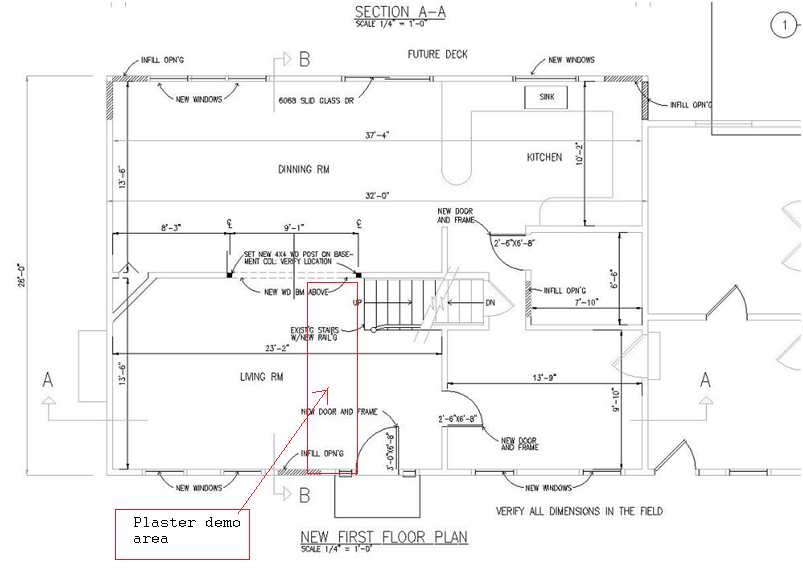 SECTION A-A
SCALE 1/4" = 1'-0"
1
B
FUTURE DECK
INFILL OPN'G
NEW WINDOWS
NEW WINDOWS
6068 SLID GLASS DR
SINK
INFILL OPN'G
37'-4"
DINNING RM
KITCHEN
10'-2"
13'-6"
32'-0"
NEW DOOR
AND FRAME
8'-3"
℄
9'-1"
℄
2'-6"X6'-8"
SET NEW 4X4 WD POST ON BASE-
MENT COL: VERIFY LOCATION
28'-0"
6'-6"
NEW WD BM ABOVE
INFILL OPN'G
UP
DN
7'-10"
EXIST'G STAIRS
W/NEW RAIL'G
23'-2"
A
LIVING RM
13'-6"
13'-9"
A
9'-10"
NEW DOOR AND FRAME
2'-6"X6'-8"
3'-0"X6'-8"
NEW DOOR
AND FRAME
INFILL OPN'G
NEW WINDOWS
B
NEW WINDOWS
VERIFY ALL DIMENSIONS IN THE FIELD
Plaster demo
area
NEW FIRST FLOOR PLAN
SCALE 1/4" = 1'-0"